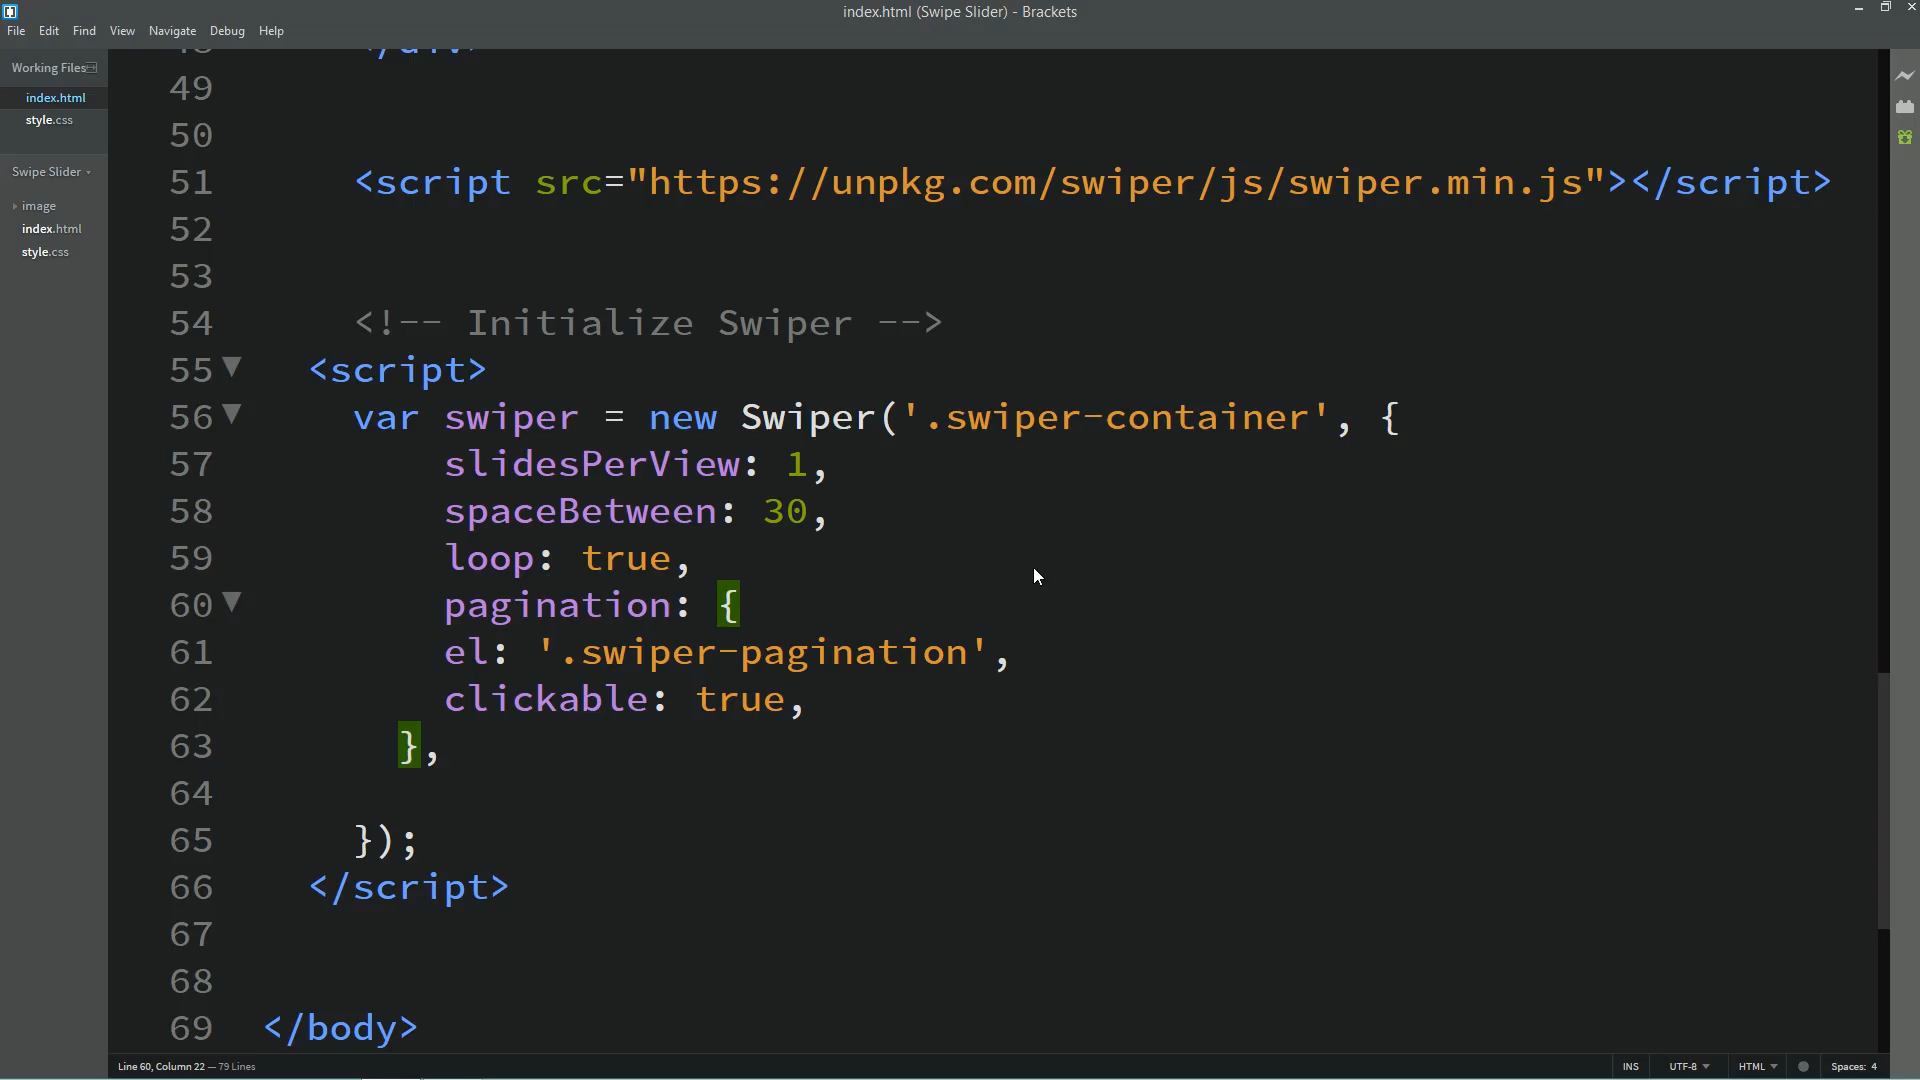 index.html (Swipe Slider) - Brackets
File Edit Find View Navigate Debug Help
Working Files
index.html
style.css
Swipe Slider
image
index.html
style.css
49
50
51 <script src="https://unpkg.com/swiper/js/swiper.min.js"></script>
52
53
54 <!-- Initialize Swiper -->
55 <script>
56 var swiper = new Swiper('.swiper-container', {
57 slidesPerView: 1,
58 spaceBetween: 30,
59 loop: true,
60 pagination: {
61 el: '.swiper-pagination',
62 clickable: true,
63 },
64
65 });
66 </script>
67
68
69 </body>
Line 60, Column 22 — 79 Lines
INS UTF-8 HTML Spaces: 4